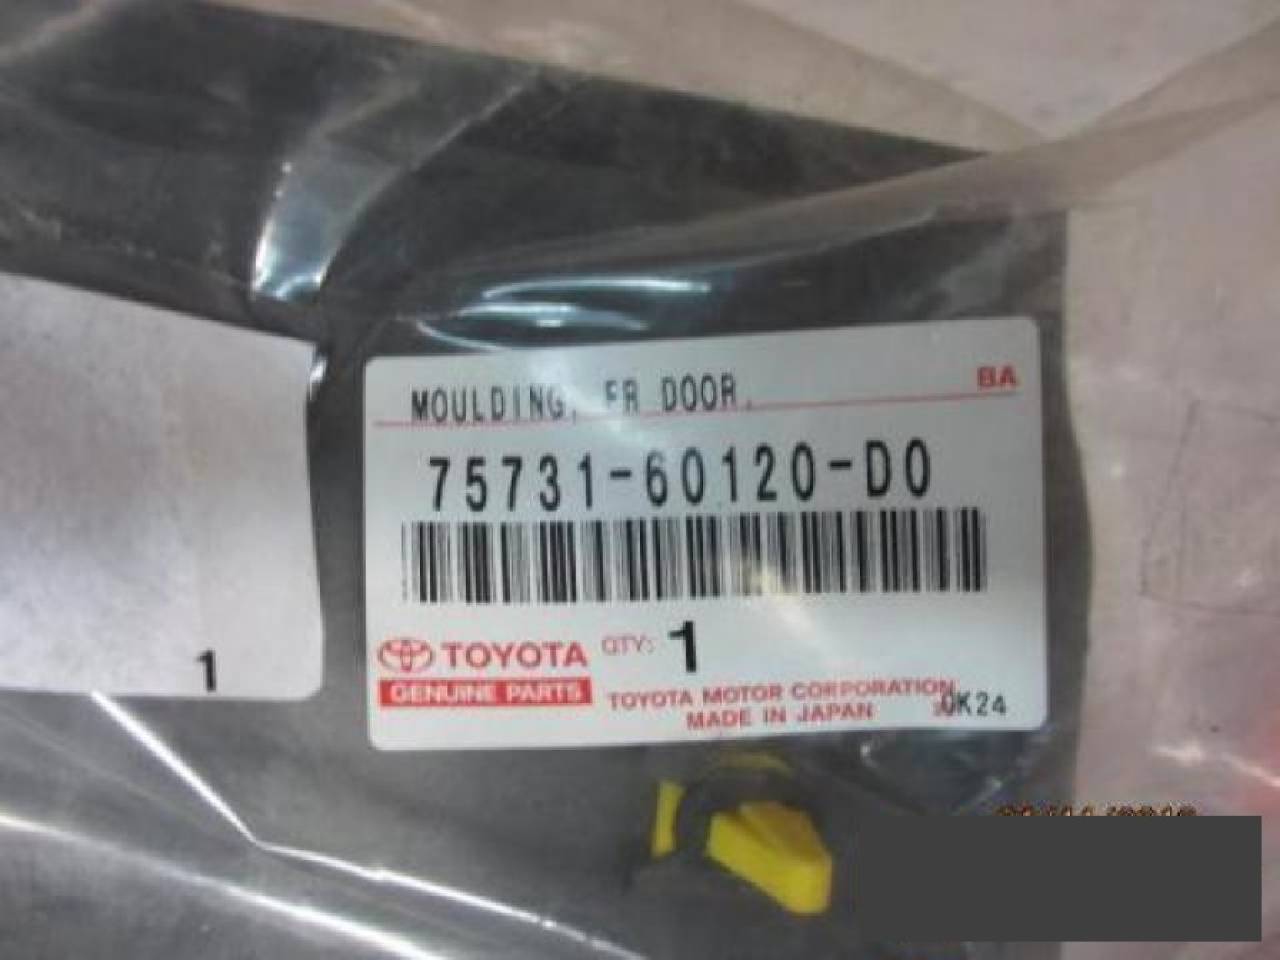 MOULDING, FR DOOR,
BA
75731-60120-D0
TOYOTA
QTY: 1
GENUINE PARTS
TOYOTA MOTOR CORPORATION
MADE IN JAPAN
0K24
1